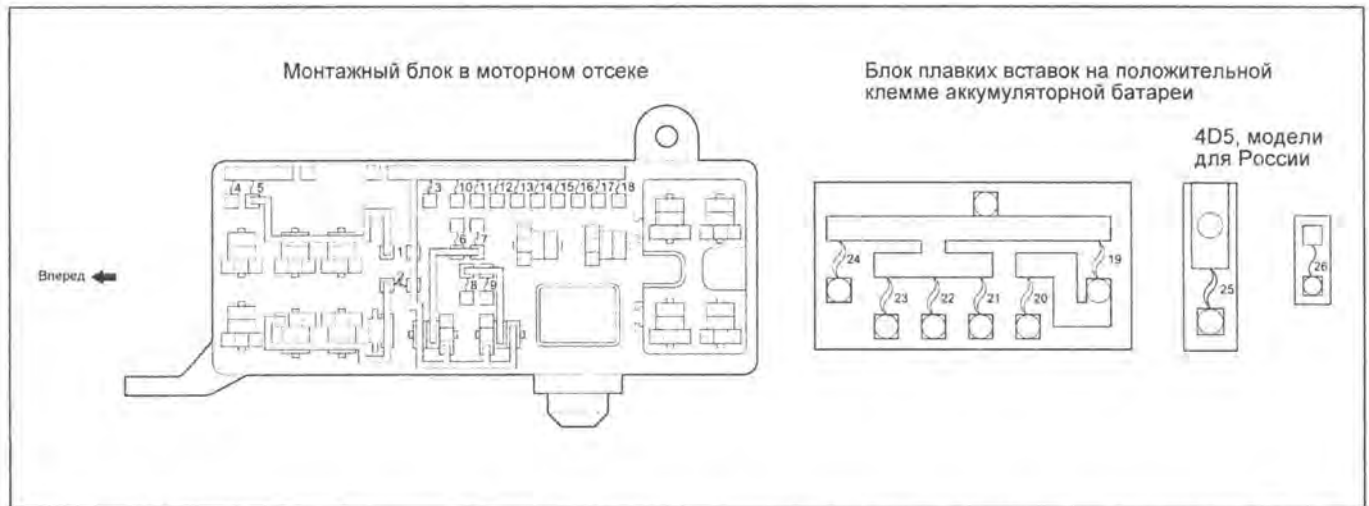 Монтажный блок в моторном отсеке
Блок плавких вставок на положительной
клемме аккумуляторной батареи
4D5, модели
для России
4 5
3 10 11 12 13 14 15 16 17 18
6 7
1
2
8 9
Вперед
24
19
23 22 21 20
25
26